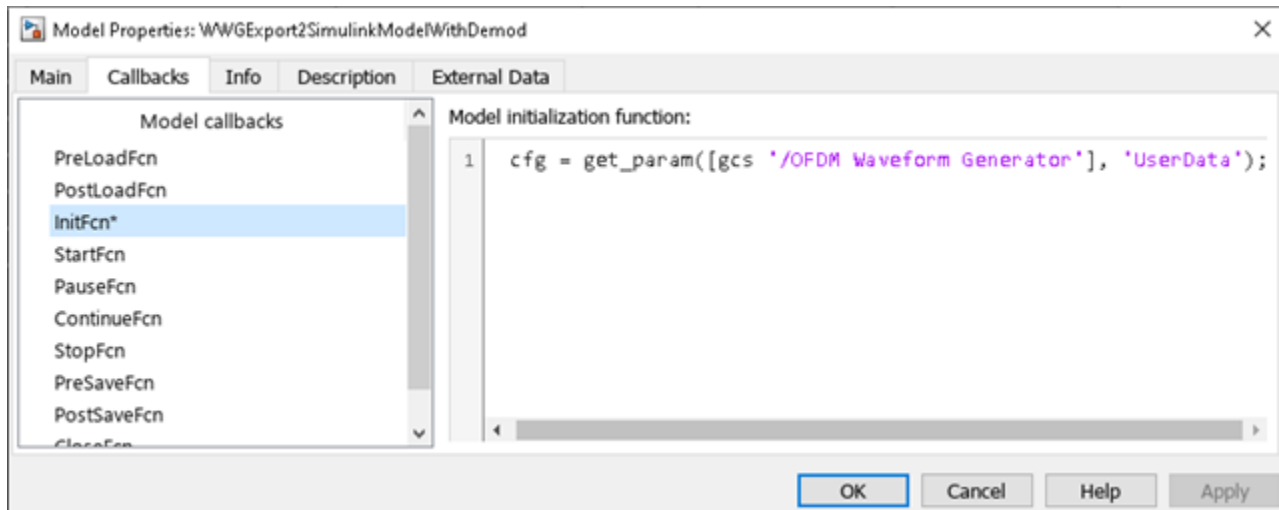 Model Properties: WWGExport2SimulinkModelWithDemod
Main Callbacks Info Description External Data
Model callbacks
PreLoadFcn
PostLoadFcn
InitFcn*
StartFcn
PauseFcn
ContinueFcn
StopFcn
PreSaveFcn
PostSaveFcn
CloseFcn
Model initialization function:
1 cfg = get_param([gcs '/OFDM Waveform Generator'], 'UserData');
OK Cancel Help Apply